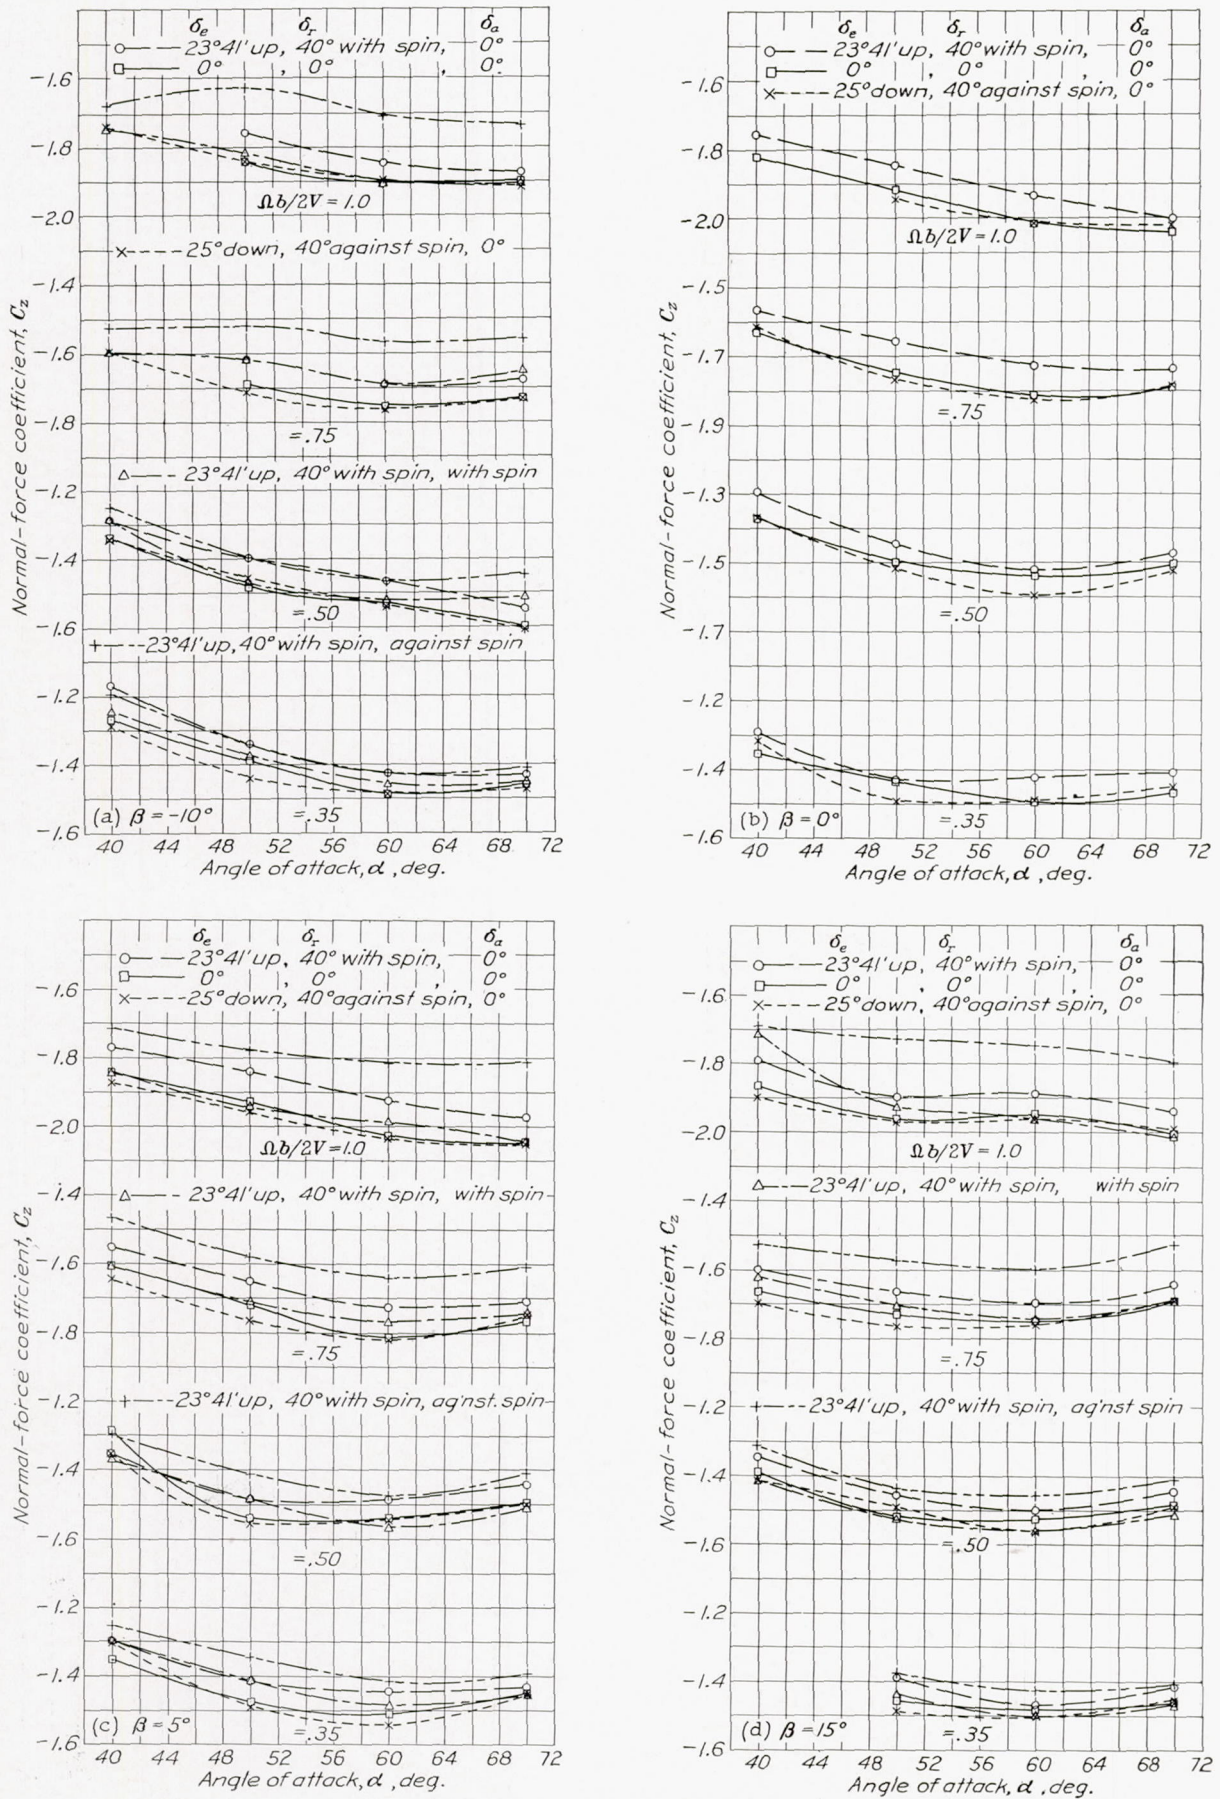 δe δr δa
23°41'up, 40° with spin, 0°
0° , 0° , 0°
-1.6
-1.8
Ωb/2V = 1.0
-2.0
25° down, 40° against spin, 0°
-1.4
-1.6
-1.8
=.75
23°41'up, 40° with spin, with spin
-1.2
-1.4
=.50
-1.6
23°41'up, 40° with spin, against spin
-1.2
-1.4
(a) β = -10° =.35
-1.6
40 44 48 52 56 60 64 68 72
Angle of attack, α, deg.
Normal-force coefficient, Cz
δe δr δa
23°41'up, 40° with spin, 0°
0° , 0° , 0°
25° down, 40° against spin, 0°
-1.6
-1.8
-2.0
Ωb/2V = 1.0
-1.5
-1.7
=.75
-1.9
-1.3
-1.5
=.50
-1.7
-1.2
-1.4
(b) β = 0° =.35
-1.6
40 44 48 52 56 60 64 68 72
Angle of attack, α, deg.
Normal-force coefficient, Cz
δe δr δa
23°41'up, 40° with spin, 0°
0° , 0° , 0°
25° down, 40° against spin, 0°
-1.6
-1.8
-2.0
Ωb/2V = 1.0
-1.4
23°41'up, 40° with spin, with spin
-1.6
-1.8
=.75
-1.2
23°41'up, 40° with spin, ag'nst. spin
-1.4
-1.6
=.50
-1.2
-1.4
(c) β = 5° =.35
-1.6
40 44 48 52 56 60 64 68 72
Angle of attack, α, deg.
Normal-force coefficient, Cz
δe δr δa
23°41'up, 40° with spin, 0°
0° , 0° , 0°
25° down, 40° against spin, 0°
-1.6
-1.8
-2.0
Ωb/2V = 1.0
23°41'up, 40° with spin, with spin
-1.4
-1.6
-1.8
=.75
-1.2
23°41'up, 40° with spin, ag'nst spin
-1.4
-1.6
=.50
-1.2
-1.4
(d) β = 15° =.35
-1.6
40 44 48 52 56 60 64 68 72
Angle of attack, α, deg.
Normal-force coefficient, Cz